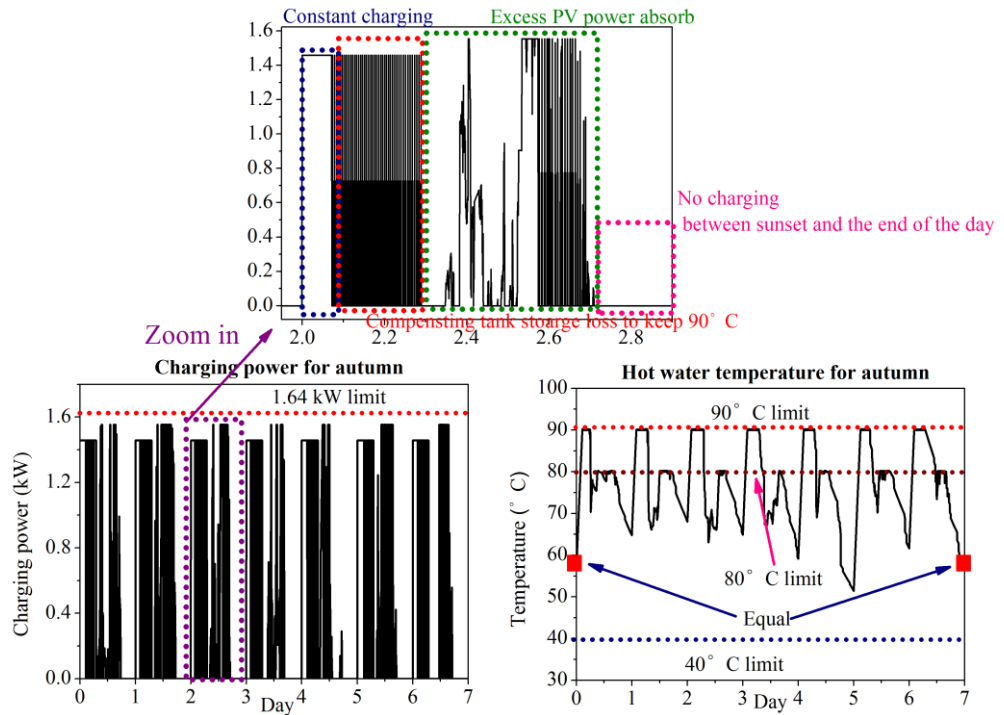 Constant charging
Excess PV power absorb
1.6
1.4
1.2
1.0
0.8
0.6
0.4
0.2
0.0
No charging
between sunset and the end of the day
Compensting tank stoarge loss to keep 90° C
2.0
2.2
2.4
2.6
2.8
Zoom in
Charging power for autumn
1.64 kW limit
Charging power (kW)
1.6
1.2
0.8
0.4
0.0
0 1 2 3 4 5 6 7
Day
Hot water temperature for autumn
90° C limit
Temperature (° C)
100
90
80
70
60
50
40
30
80° C limit
Equal
40° C limit
0 1 2 3 4 5 6 7
Day